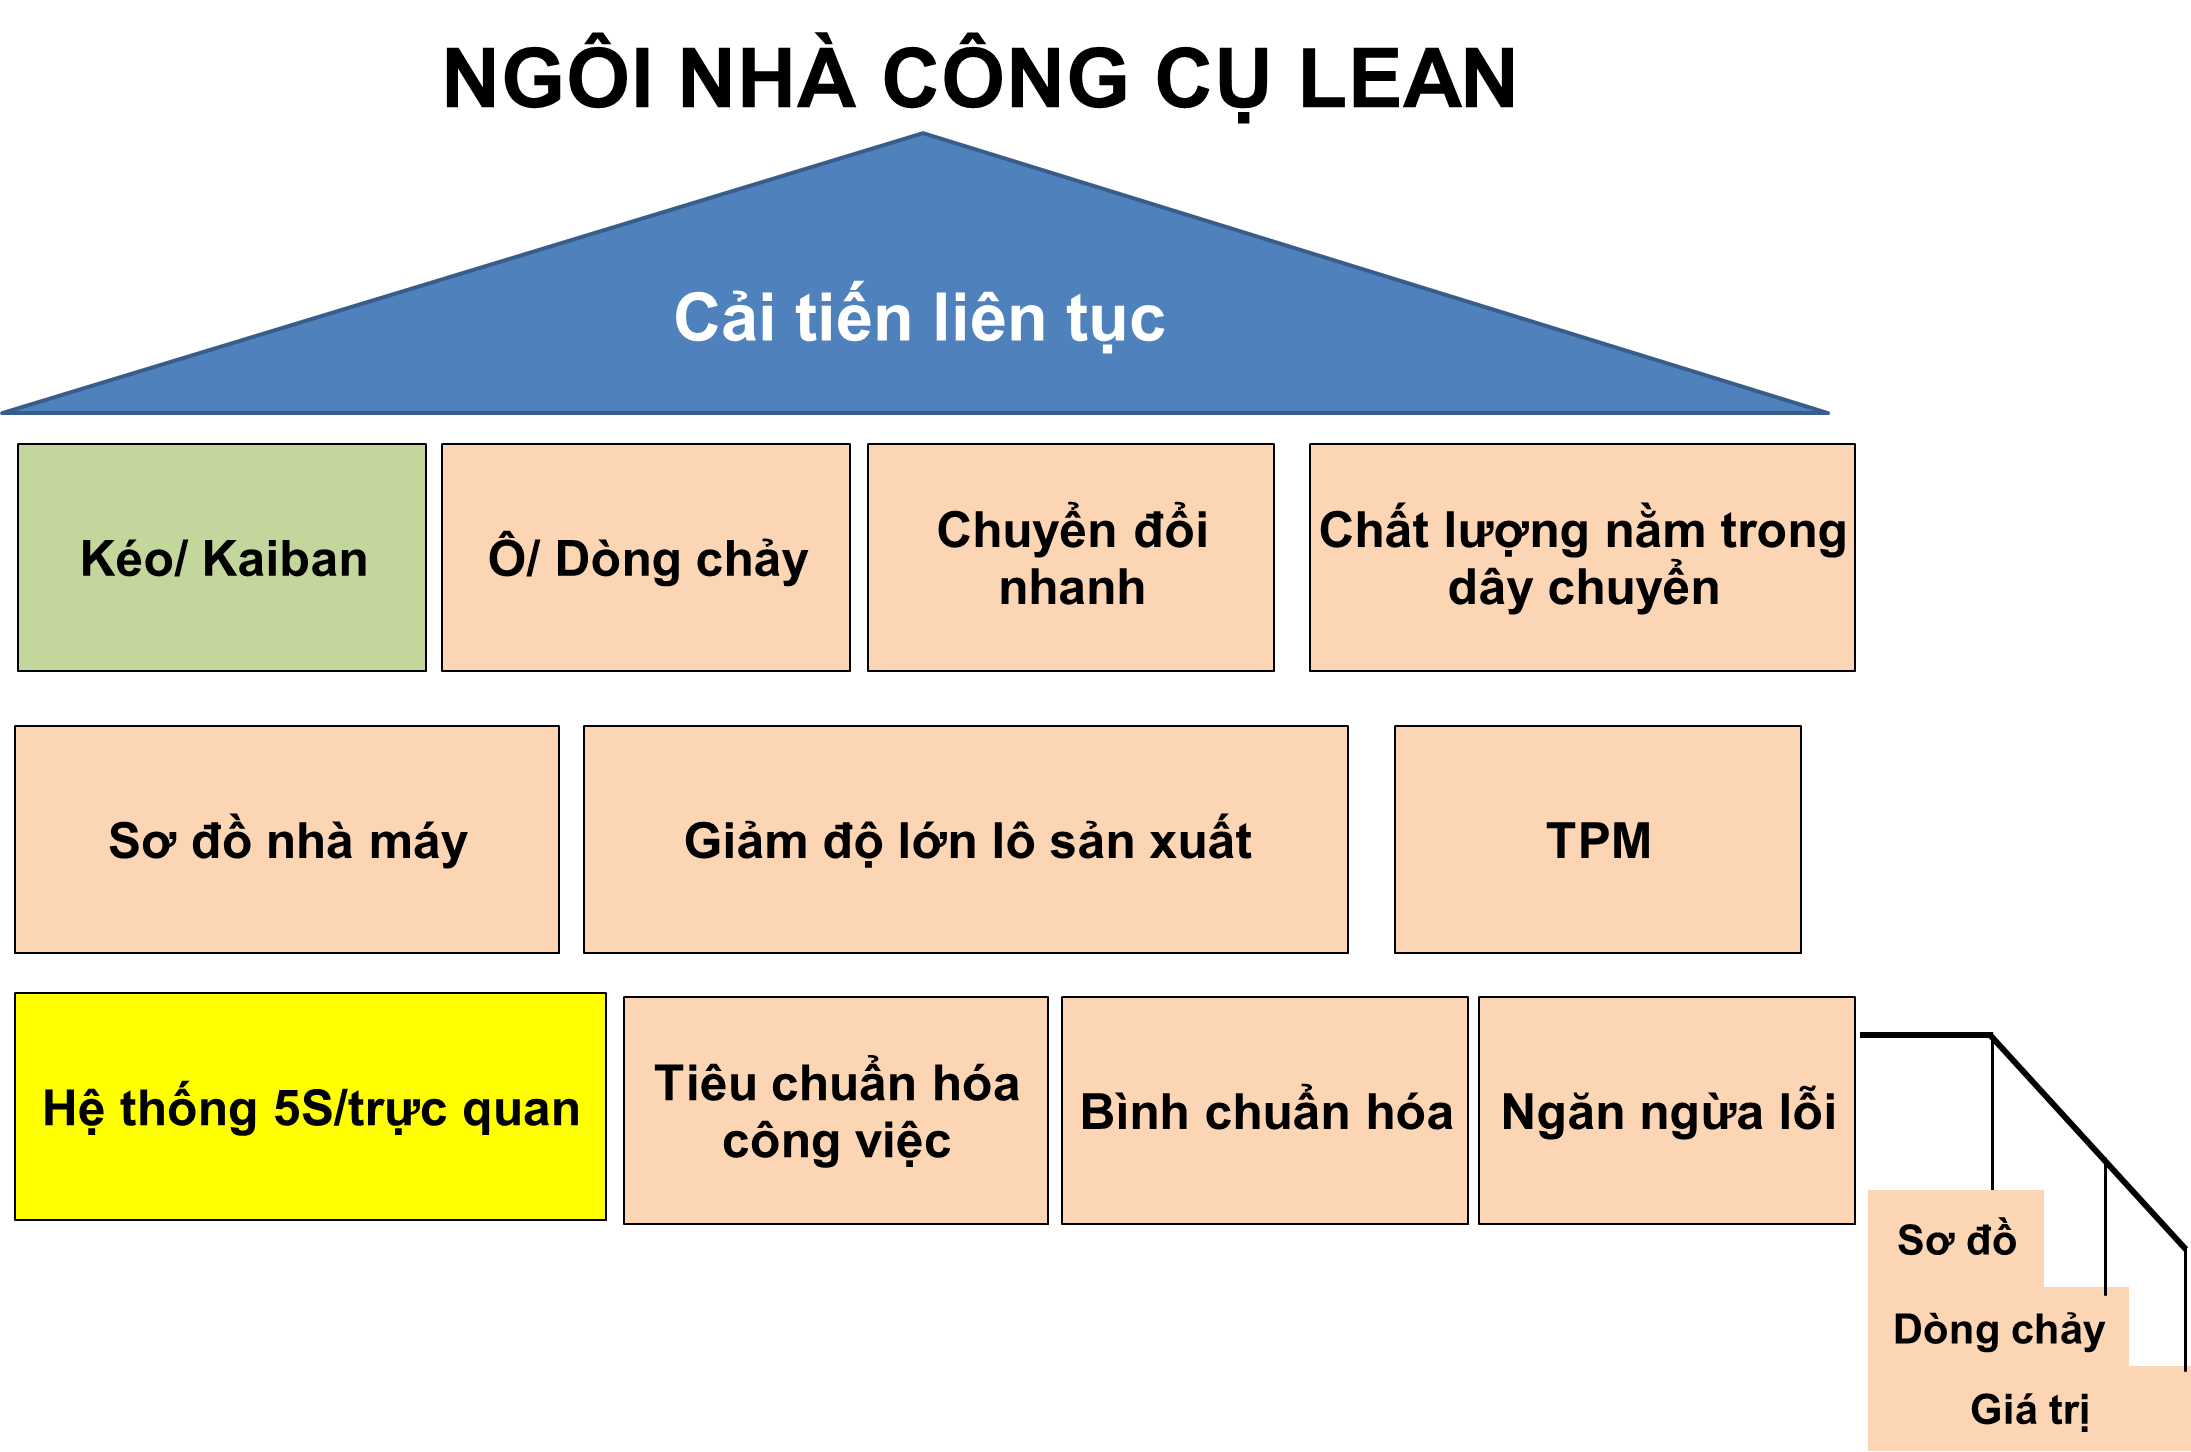 NGÔI NHÀ CÔNG CỤ LEAN
Cải tiến liên tục
Kéo/ Kaiban
Ô/ Dòng chảy
Chuyển đổi
nhanh
Chất lượng nằm trong
dây chuyển
Sơ đồ nhà máy
Giảm độ lớn lô sản xuất
TPM
Hệ thống 5S/trực quan
Tiêu chuẩn hóa
công việc
Bình chuẩn hóa
Ngăn ngừa lỗi
Sơ đồ
Dòng chảy
Giá trị